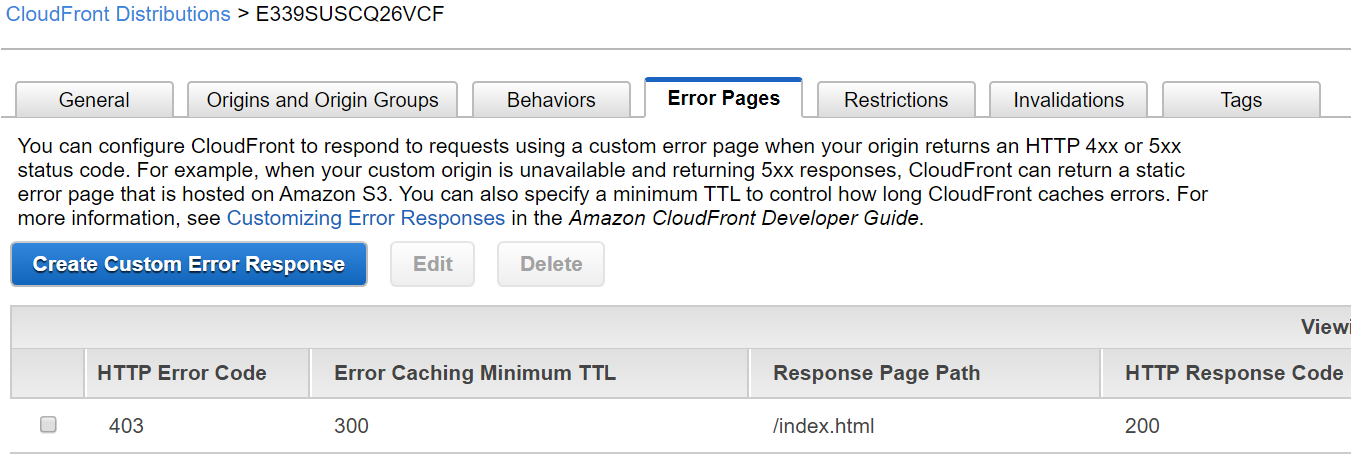 CloudFront Distributions > E339SUSCQ26VCF
General Origins and Origin Groups Behaviors Error Pages Restrictions Invalidations Tags
You can configure CloudFront to respond to requests using a custom error page when your origin returns an HTTP 4xx or 5xx
status code. For example, when your custom origin is unavailable and returning 5xx responses, CloudFront can return a static
error page that is hosted on Amazon S3. You can also specify a minimum TTL to control how long CloudFront caches errors. For
more information, see Customizing Error Responses in the Amazon CloudFront Developer Guide.
Create Custom Error Response Edit Delete
Viewi
HTTP Error Code Error Caching Minimum TTL Response Page Path HTTP Response Code
403 300 /index.html 200